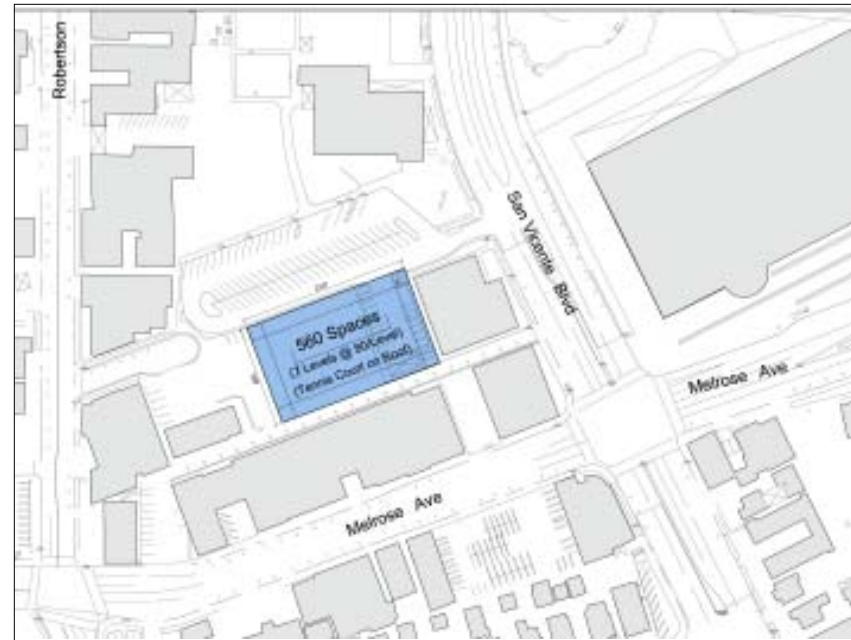 Robertson
San Vicente Blvd
560 Spaces
(7 Levels @ 80/Level)
(Tennis Court on Roof)
Melrose Ave
Melrose Ave